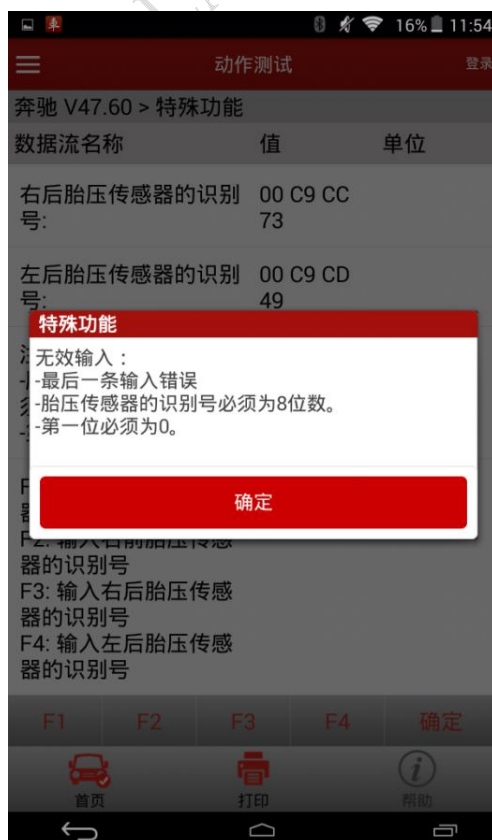 16% 11:54
动作测试
登录
奔驰 V47.60 > 特殊功能
数据流名称 值 单位
右后胎压传感器的识别 00 C9 CC
号: 73
左后胎压传感器的识别 00 C9 CD
号: 49
特殊功能
无效输入：
-最后一条输入错误
-胎压传感器的识别号必须为8位数。
-第一位必须为0。
确定
F2: 输入右前胎压传感
器的识别号
F3: 输入右后胎压传感
器的识别号
F4: 输入左后胎压传感
器的识别号
F1 F2 F3 F4 确定
首页 打印 帮助